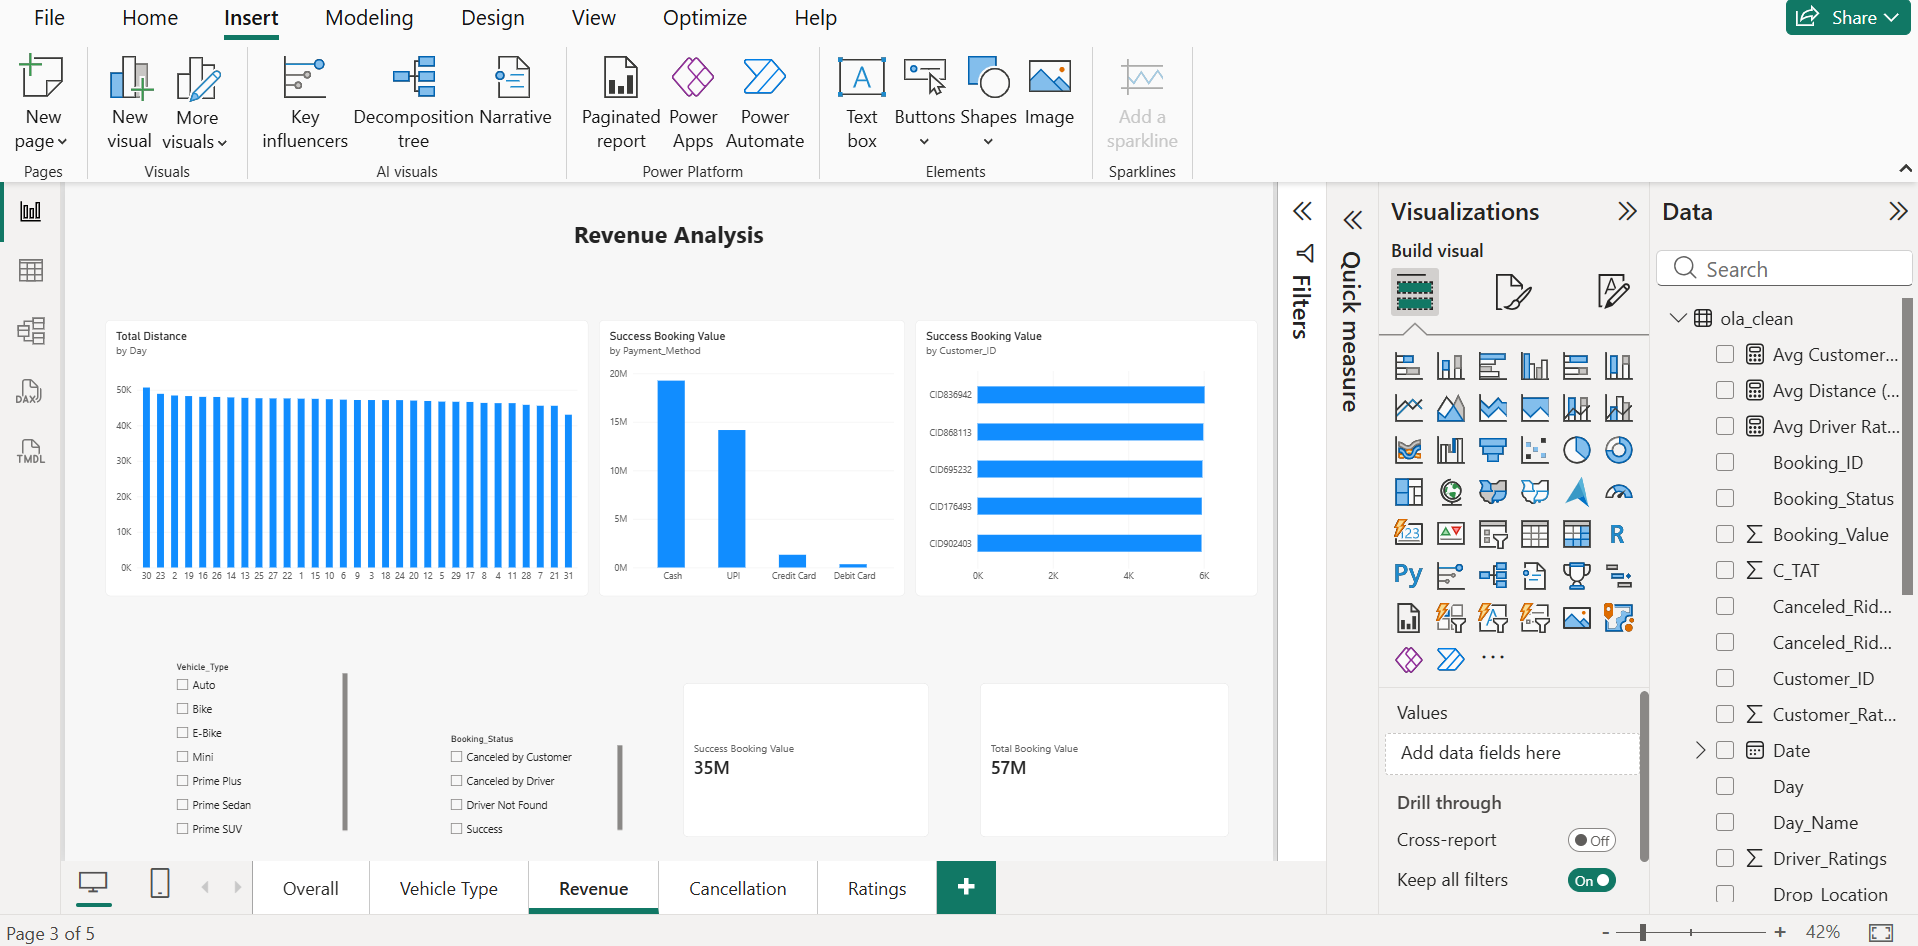 File Home Insert Modeling Design View Optimize Help Share
New page
Pages
New visual
More visuals
Visuals
Key influencers
Decomposition tree
Narrative
AI visuals
Paginated report
Power Apps
Power Automate
Power Platform
Text box
Buttons
Shapes
Image
Elements
Add a sparkline
Sparklines
DAX
TMDL
Revenue Analysis
Total Distance
by Day
50K
40K
30K
20K
10K
0K
30 23 2 19 16 26 14 13 25 27 22 1 15 10 6 9 3 18 24 20 12 5 29 17 8 4 11 28 7 21 31
Success Booking Value
by Payment_Method
20M
15M
10M
5M
0M
Cash UPI Credit Card Debit Card
Success Booking Value
by Customer_ID
CID836942
CID868113
CID695232
CID176493
CID902403
0K 2K 4K 6K
Vehicle_Type
Auto
Bike
E-Bike
Mini
Prime Plus
Prime Sedan
Prime SUV
Booking_Status
Canceled by Customer
Canceled by Driver
Driver Not Found
Success
Success Booking Value
35M
Total Booking Value
57M
Filters
Quick measure
Visualizations
Build visual
123
R
Py
Values
Add data fields here
Drill through
Cross-report Off
Keep all filters On
Data
Search
ola_clean
Avg Customer...
Avg Distance (...
Avg Driver Rat...
Booking_ID
Booking_Status
Booking_Value
C_TAT
Canceled_Rid...
Canceled_Rid...
Customer_ID
Customer_Rat...
Date
Day
Day_Name
Driver_Ratings
Drop_Location
Overall Vehicle Type Revenue Cancellation Ratings +
Page 3 of 5
- + 42%